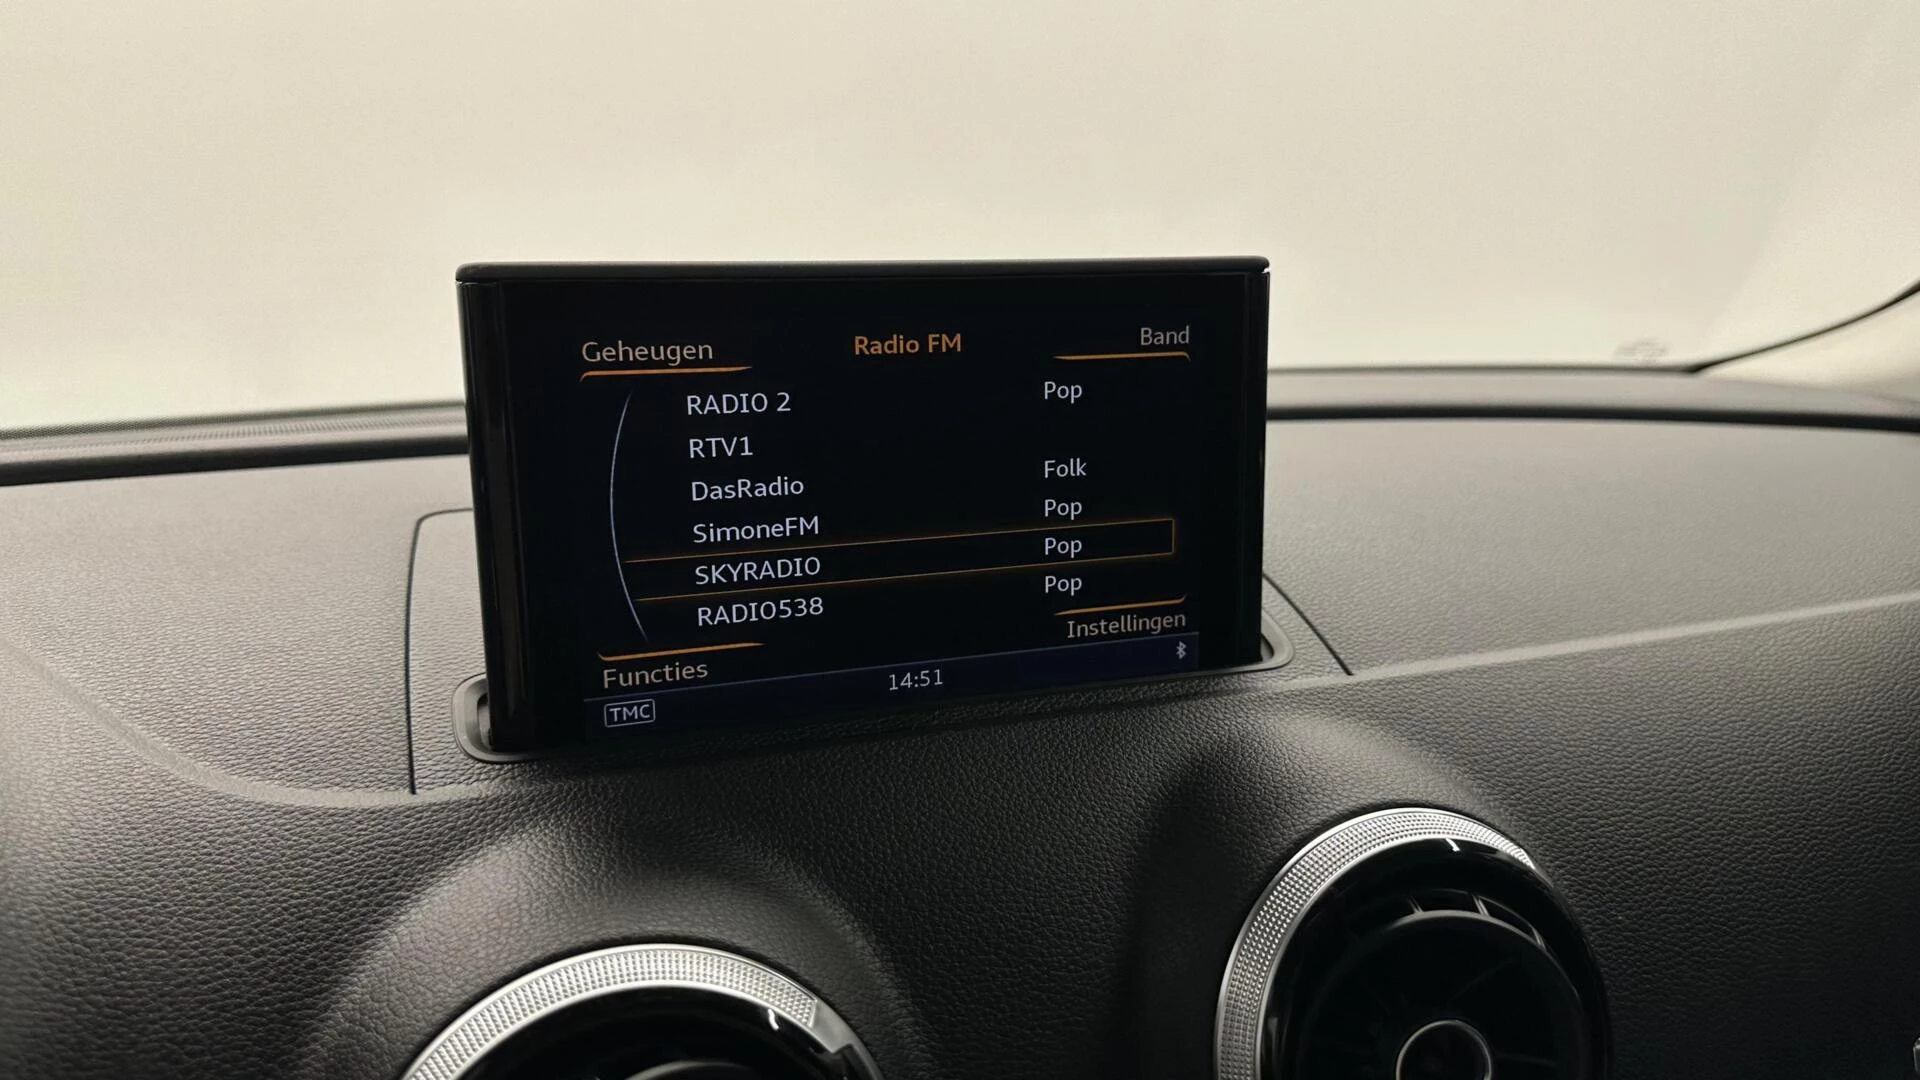 Geheugen Radio FM Band
RADIO 2 Pop
RTV1
DasRadio Folk
SimoneFM Pop
SKYRADIO Pop
RADIO538 Pop
Functies Instellingen
TMC 14:51